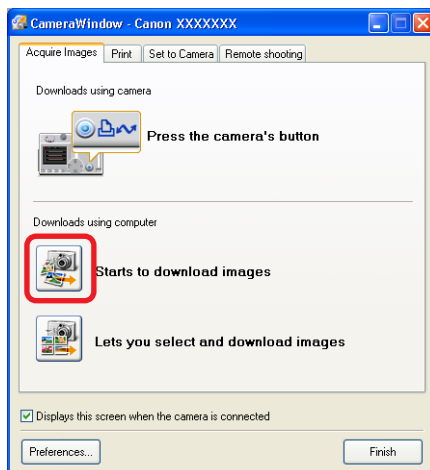 CameraWindow - Canon XXXXXXX
Acquire Images Print Set to Camera Remote shooting
Downloads using camera
Press the camera's button
Downloads using computer
Starts to download images
Lets you select and download images
Displays this screen when the camera is connected
Preferences... Finish